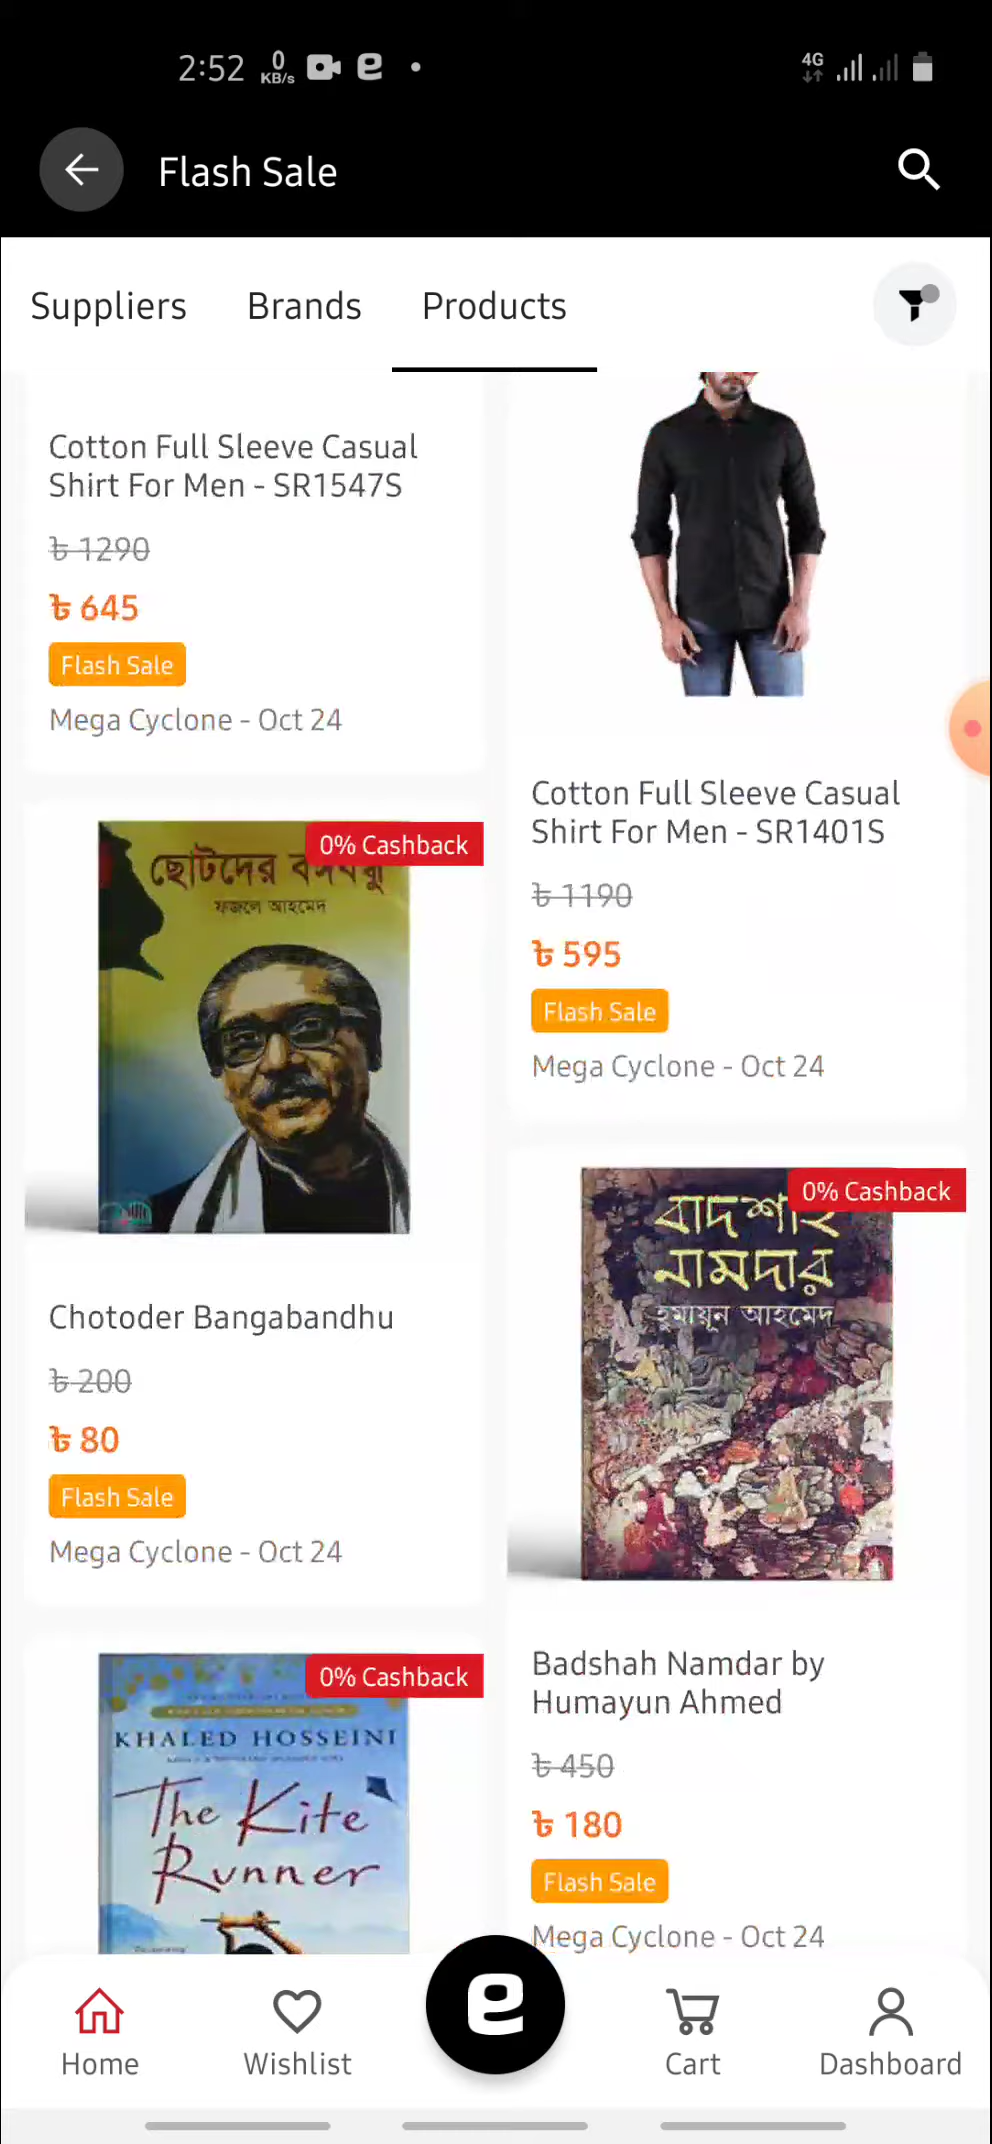 2:52
0
KB/s
4G
Flash Sale
Suppliers
Brands
Products
Cotton Full Sleeve Casual
Shirt For Men - SR1547S
৳ 1290
৳ 645
Flash Sale
Mega Cyclone - Oct 24
Cotton Full Sleeve Casual
Shirt For Men - SR1401S
৳ 1190
৳ 595
Flash Sale
Mega Cyclone - Oct 24
0% Cashback
ছোটদের
ফজলে আহমেদ
Chotoder Bangabandhu
৳ 200
৳ 80
Flash Sale
Mega Cyclone - Oct 24
0% Cashback
বাদশাহ
নামদার
হুমায়ূন আহমেদ
Badshah Namdar by
Humayun Ahmed
৳ 450
৳ 180
Flash Sale
Mega Cyclone - Oct 24
0% Cashback
KHALED HOSSEINI
The Kite
Runner
e
Home
Wishlist
Cart
Dashboard